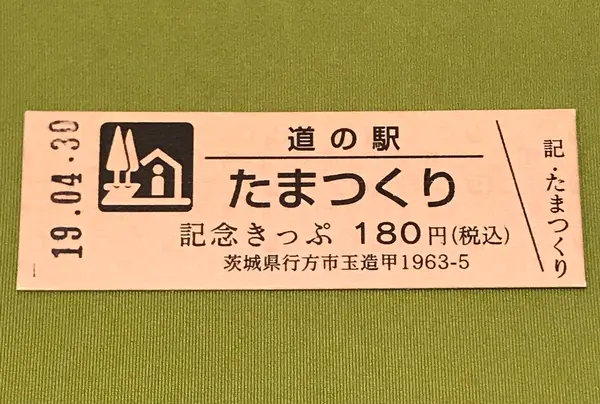 19.04.30
道の駅
たまつくり
記念きっぷ 180円(税込)
茨城県行方市玉造甲1963-5
記・たまつくり